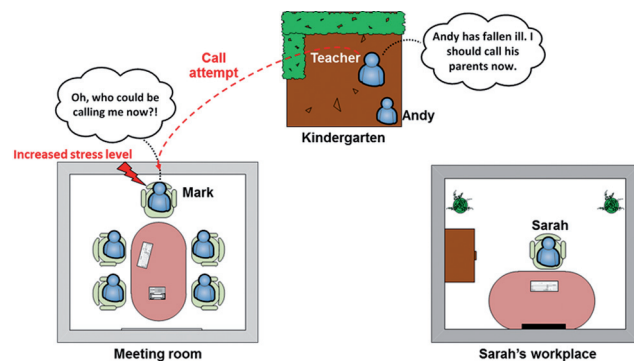 Andy has fallen ill. I
should call his
parents now.
Teacher
Call
attempt
Andy
Kindergarten
Oh, who could be
calling me now?!
Increased stress level
Mark
Sarah
Meeting room
Sarah's workplace